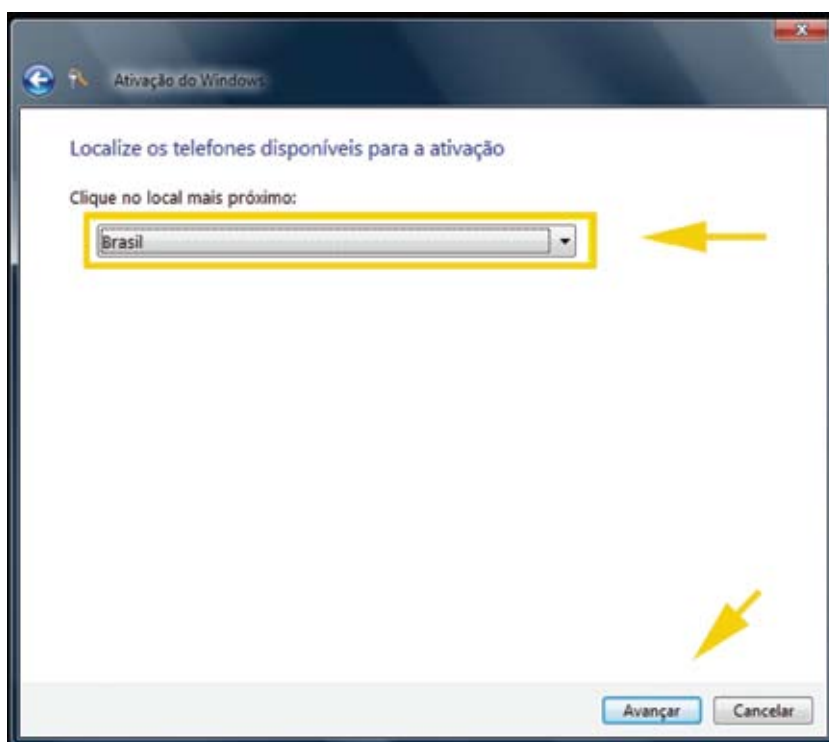 Ativação do Windows
Localize os telefones disponíveis para a ativação
Clique no local mais próximo:
Brasil
Avançar Cancelar